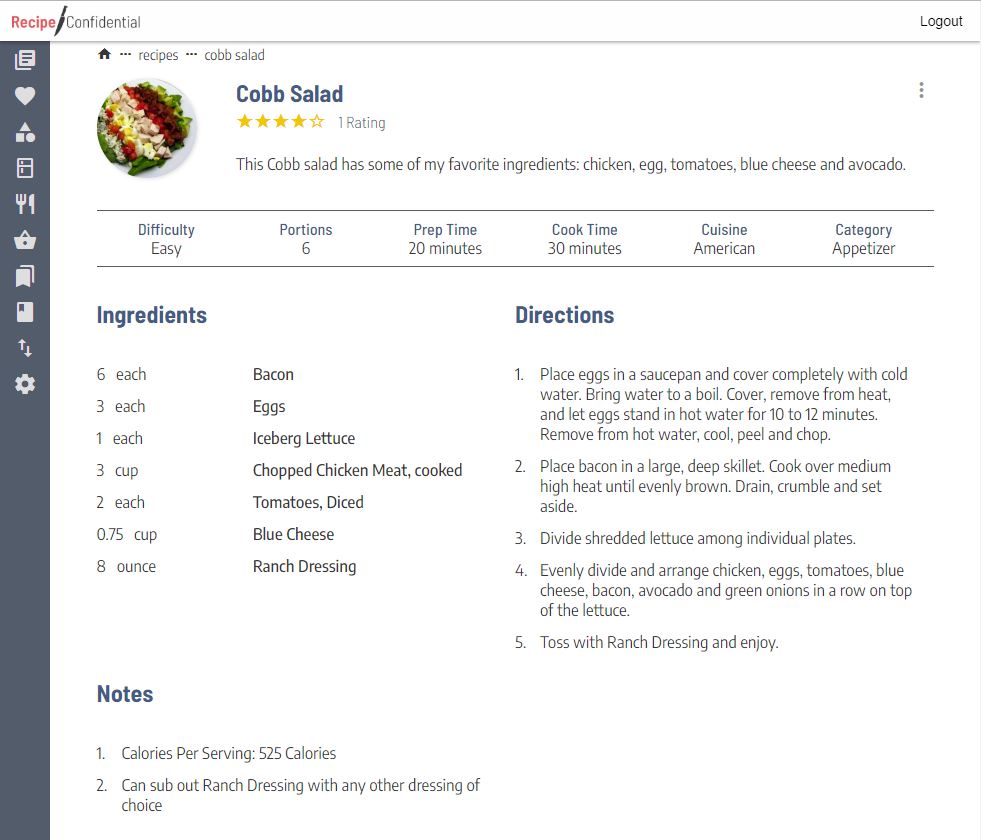 Recipe/Confidential
Logout
recipes ··· cobb salad
Cobb Salad
1 Rating
This Cobb salad has some of my favorite ingredients: chicken, egg, tomatoes, blue cheese and avocado.
Difficulty Portions Prep Time Cook Time Cuisine Category
Easy 6 20 minutes 30 minutes American Appetizer
Ingredients
6 each Bacon
3 each Eggs
1 each Iceberg Lettuce
3 cup Chopped Chicken Meat, cooked
2 each Tomatoes, Diced
0.75 cup Blue Cheese
8 ounce Ranch Dressing
Directions
1. Place eggs in a saucepan and cover completely with cold
water. Bring water to a boil. Cover, remove from heat,
and let eggs stand in hot water for 10 to 12 minutes.
Remove from hot water, cool, peel and chop.
2. Place bacon in a large, deep skillet. Cook over medium
high heat until evenly brown. Drain, crumble and set
aside.
3. Divide shredded lettuce among individual plates.
4. Evenly divide and arrange chicken, eggs, tomatoes, blue
cheese, bacon, avocado and green onions in a row on top
of the lettuce.
5. Toss with Ranch Dressing and enjoy.
Notes
1. Calories Per Serving: 525 Calories
2. Can sub out Ranch Dressing with any other dressing of
choice